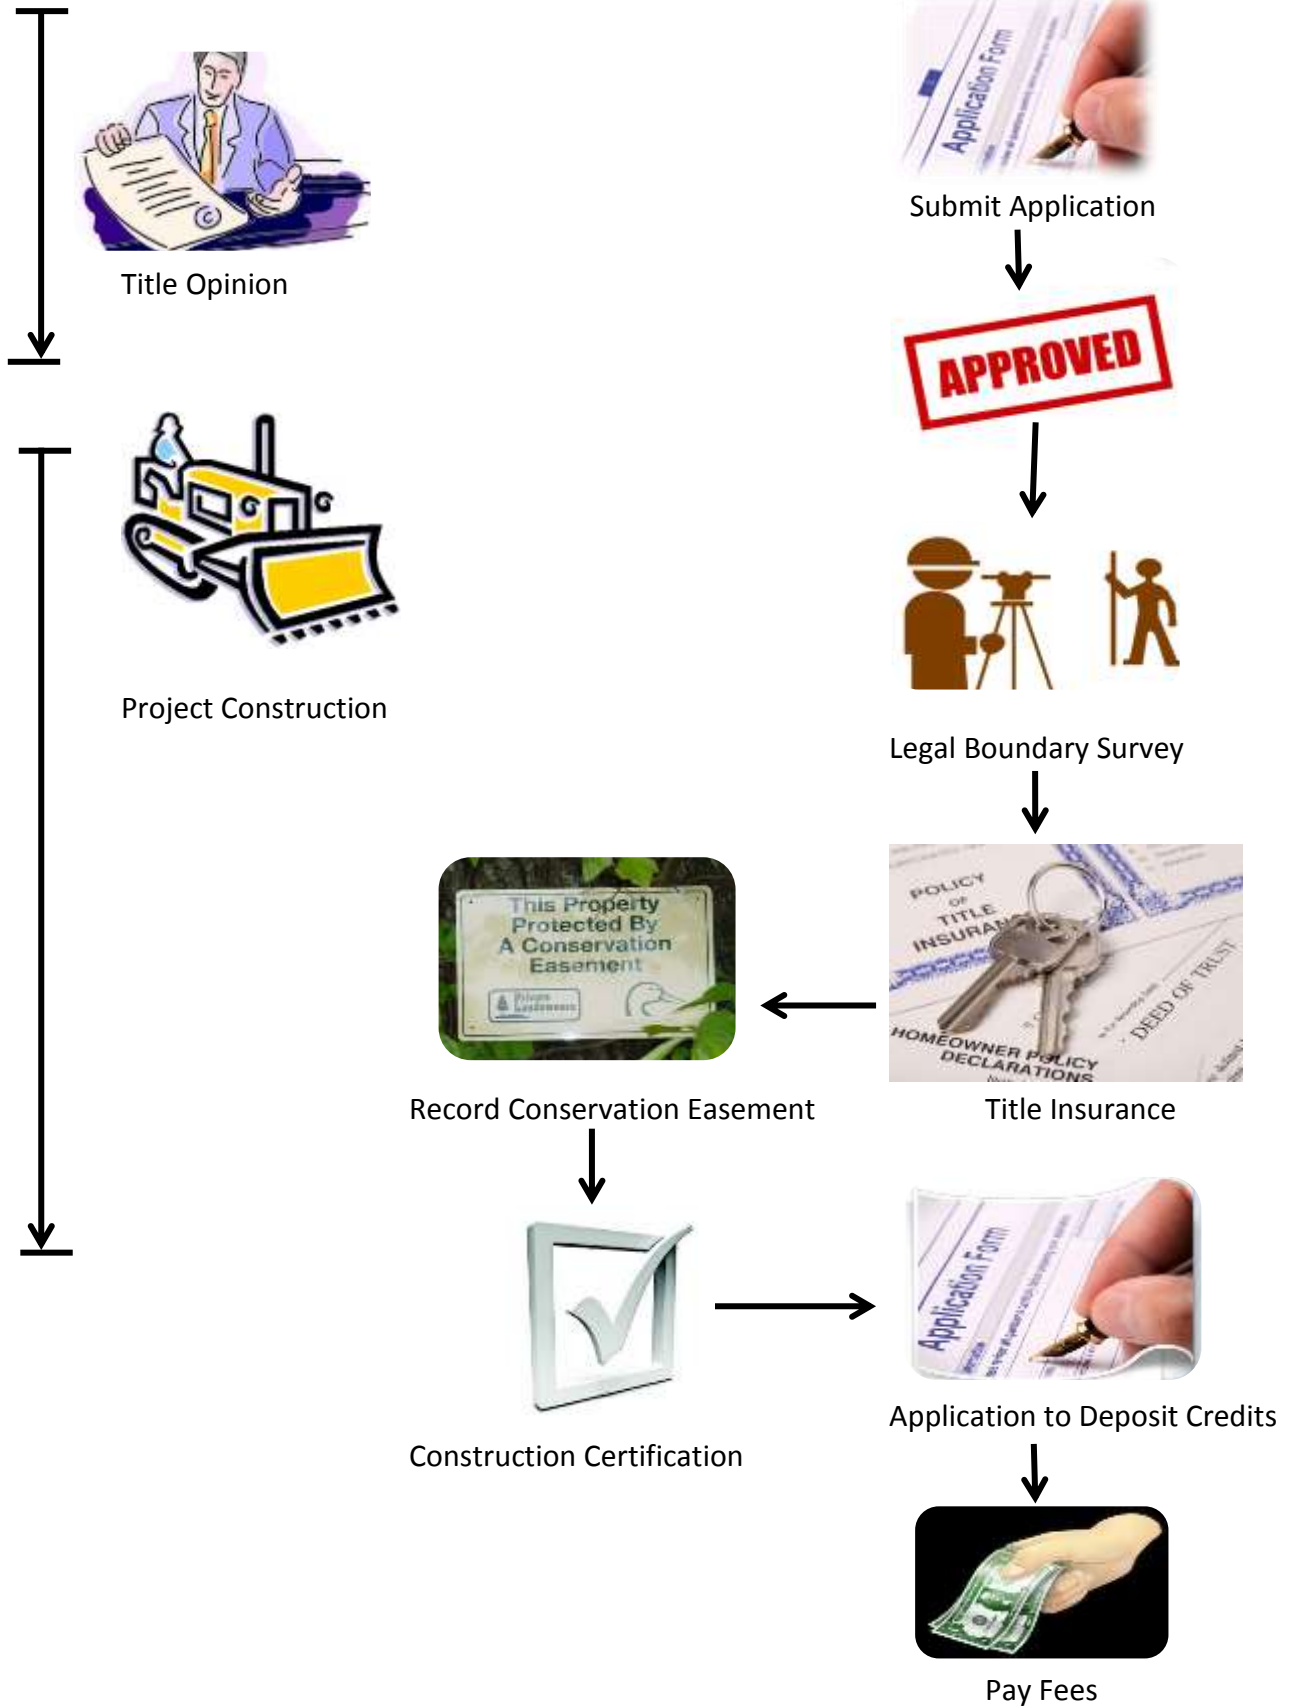 Application Form
Submit Application
Title Opinion
APPROVED
Project Construction
Legal Boundary Survey
This Property
Protected By
A Conservation
Easement
Private
Landowners
POLICY
OF
TITLE
INSURAN
DEED OF TRUST
HOMEOWNER POLICY
DECLARATIONS
Record Conservation Easement
Title Insurance
Application Form
Construction Certification
Application to Deposit Credits
Pay Fees